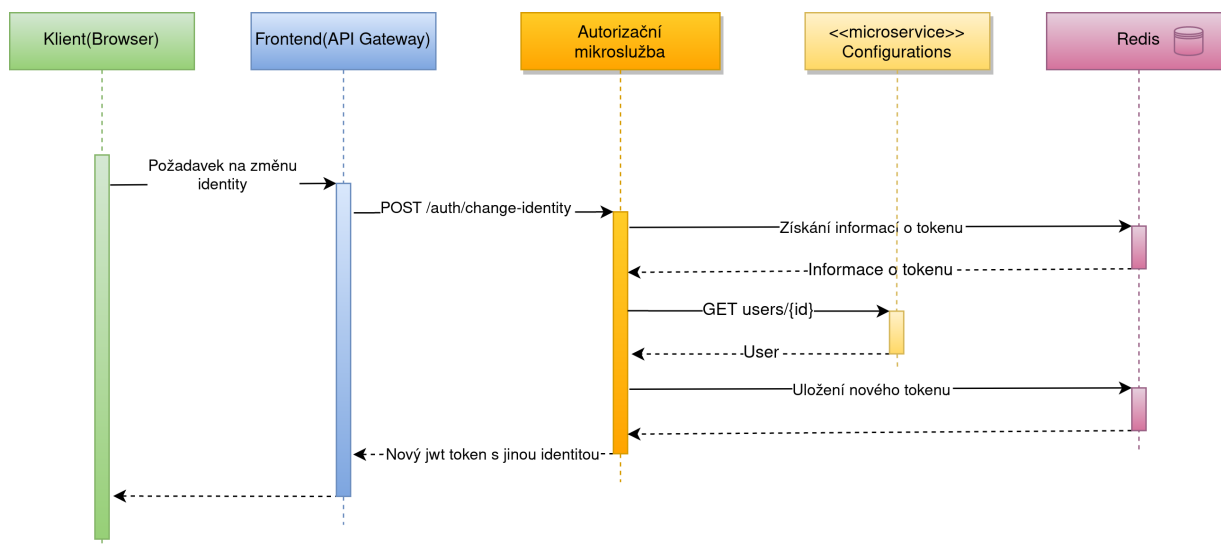 Klient(Browser)
Frontend(API Gateway)
Autorizační
mikroslužba
<<microservice>>
Configurations
Redis
Požadavek na změnu
identity
POST /auth/change-identity
Získání informací o tokenu
Informace o tokenu
GET users/{id}
User
Uložení nového tokenu
Nový jwt token s jinou identitou